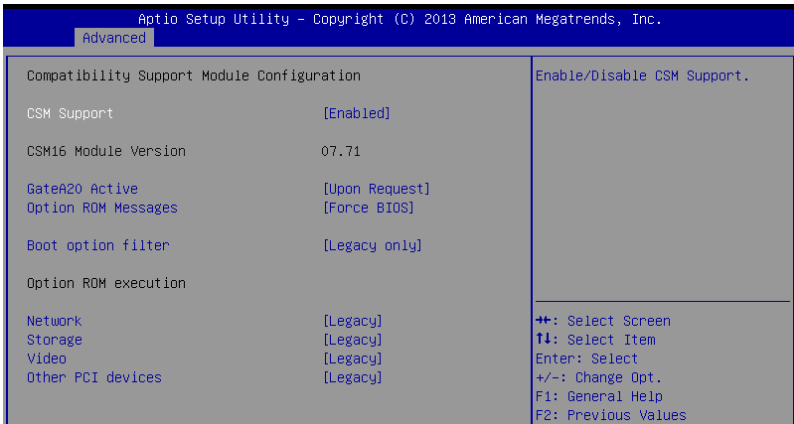 Aptio Setup Utility – Copyright (C) 2013 American Megatrends, Inc.
Advanced
Compatibility Support Module Configuration
CSM Support [Enabled]
CSM16 Module Version 07.71
GateA20 Active [Upon Request]
Option ROM Messages [Force BIOS]
Boot option filter [Legacy only]
Option ROM execution
Network [Legacy]
Storage [Legacy]
Video [Legacy]
Other PCI devices [Legacy]
Enable/Disable CSM Support.
→←: Select Screen
↑↓: Select Item
Enter: Select
+/-: Change Opt.
F1: General Help
F2: Previous Values